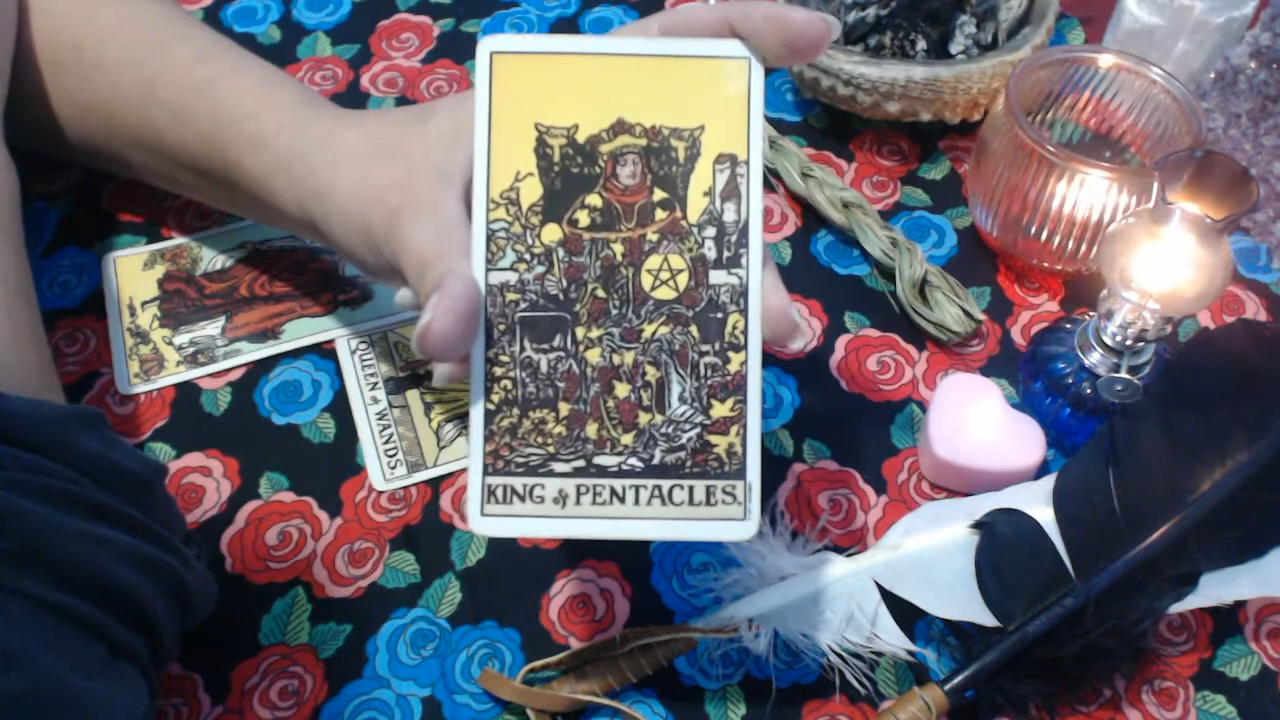 KING of PENTACLES.
QUEEN of WANDS.